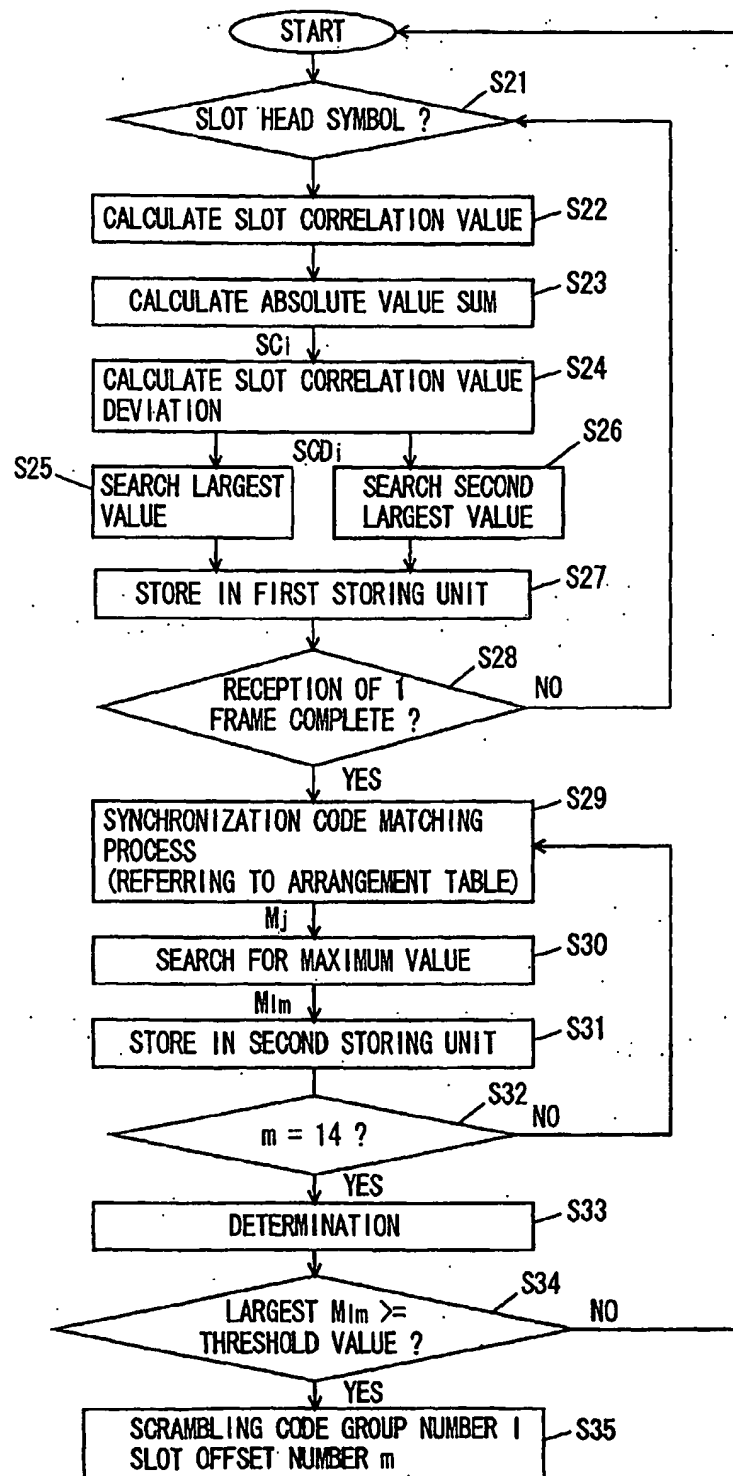 START
S21
SLOT HEAD SYMBOL ?
CALCULATE SLOT CORRELATION VALUE
S22
CALCULATE ABSOLUTE VALUE SUM
S23
SCi
CALCULATE SLOT CORRELATION VALUE
DEVIATION
S24
SCDi
S25
SEARCH LARGEST
VALUE
S26
SEARCH SECOND
LARGEST VALUE
STORE IN FIRST STORING UNIT
S27
S28
RECEPTION OF 1
FRAME COMPLETE ?
NO
YES
S29
SYNCHRONIZATION CODE MATCHING
PROCESS
(REFERRING TO ARRANGEMENT TABLE)
Mj
SEARCH FOR MAXIMUM VALUE
S30
Mlm
STORE IN SECOND STORING UNIT
S31
S32
m = 14 ?
NO
YES
DETERMINATION
S33
S34
LARGEST Mlm >=
THRESHOLD VALUE ?
NO
YES
SCRAMBLING CODE GROUP NUMBER l
SLOT OFFSET NUMBER m
S35